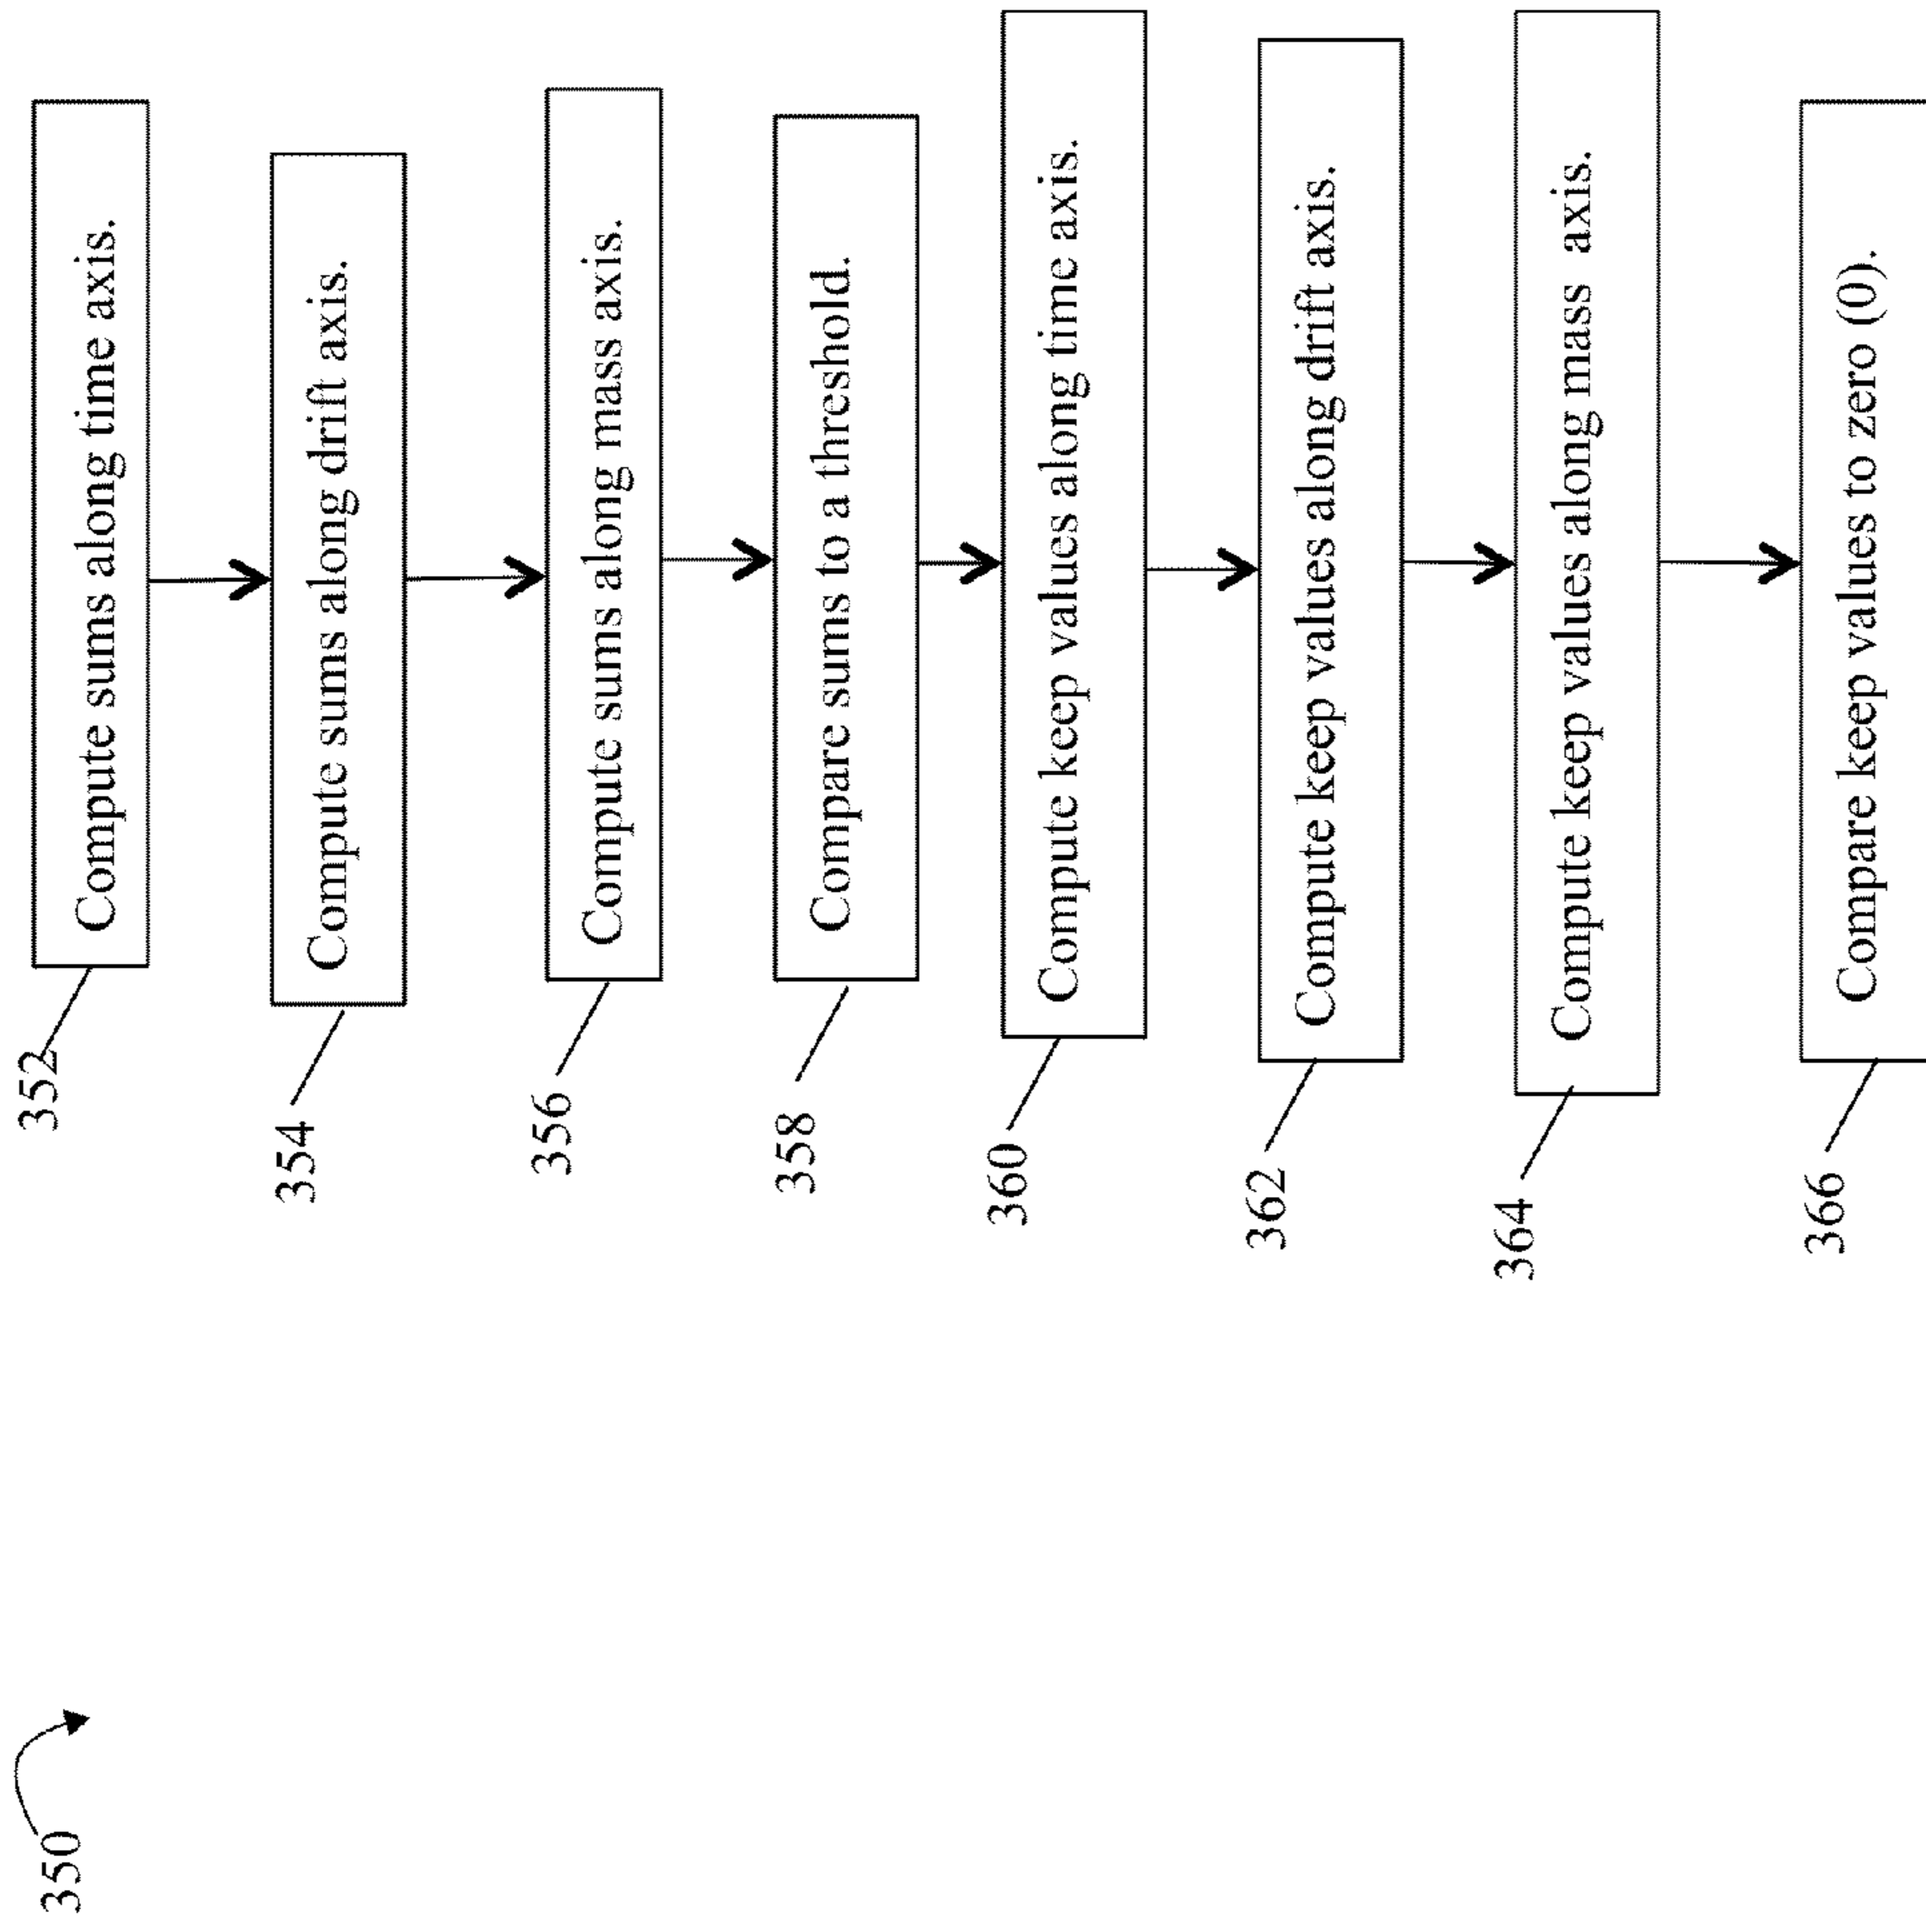 350
352
Compute sums along time axis.
354
Compute sums along drift axis.
356
Compute sums along mass axis.
358
Compare sums to a threshold.
360
Compute keep values along time axis.
362
Compute keep values along drift axis.
364
Compute keep values along mass axis.
366
Compare keep values to zero (0).